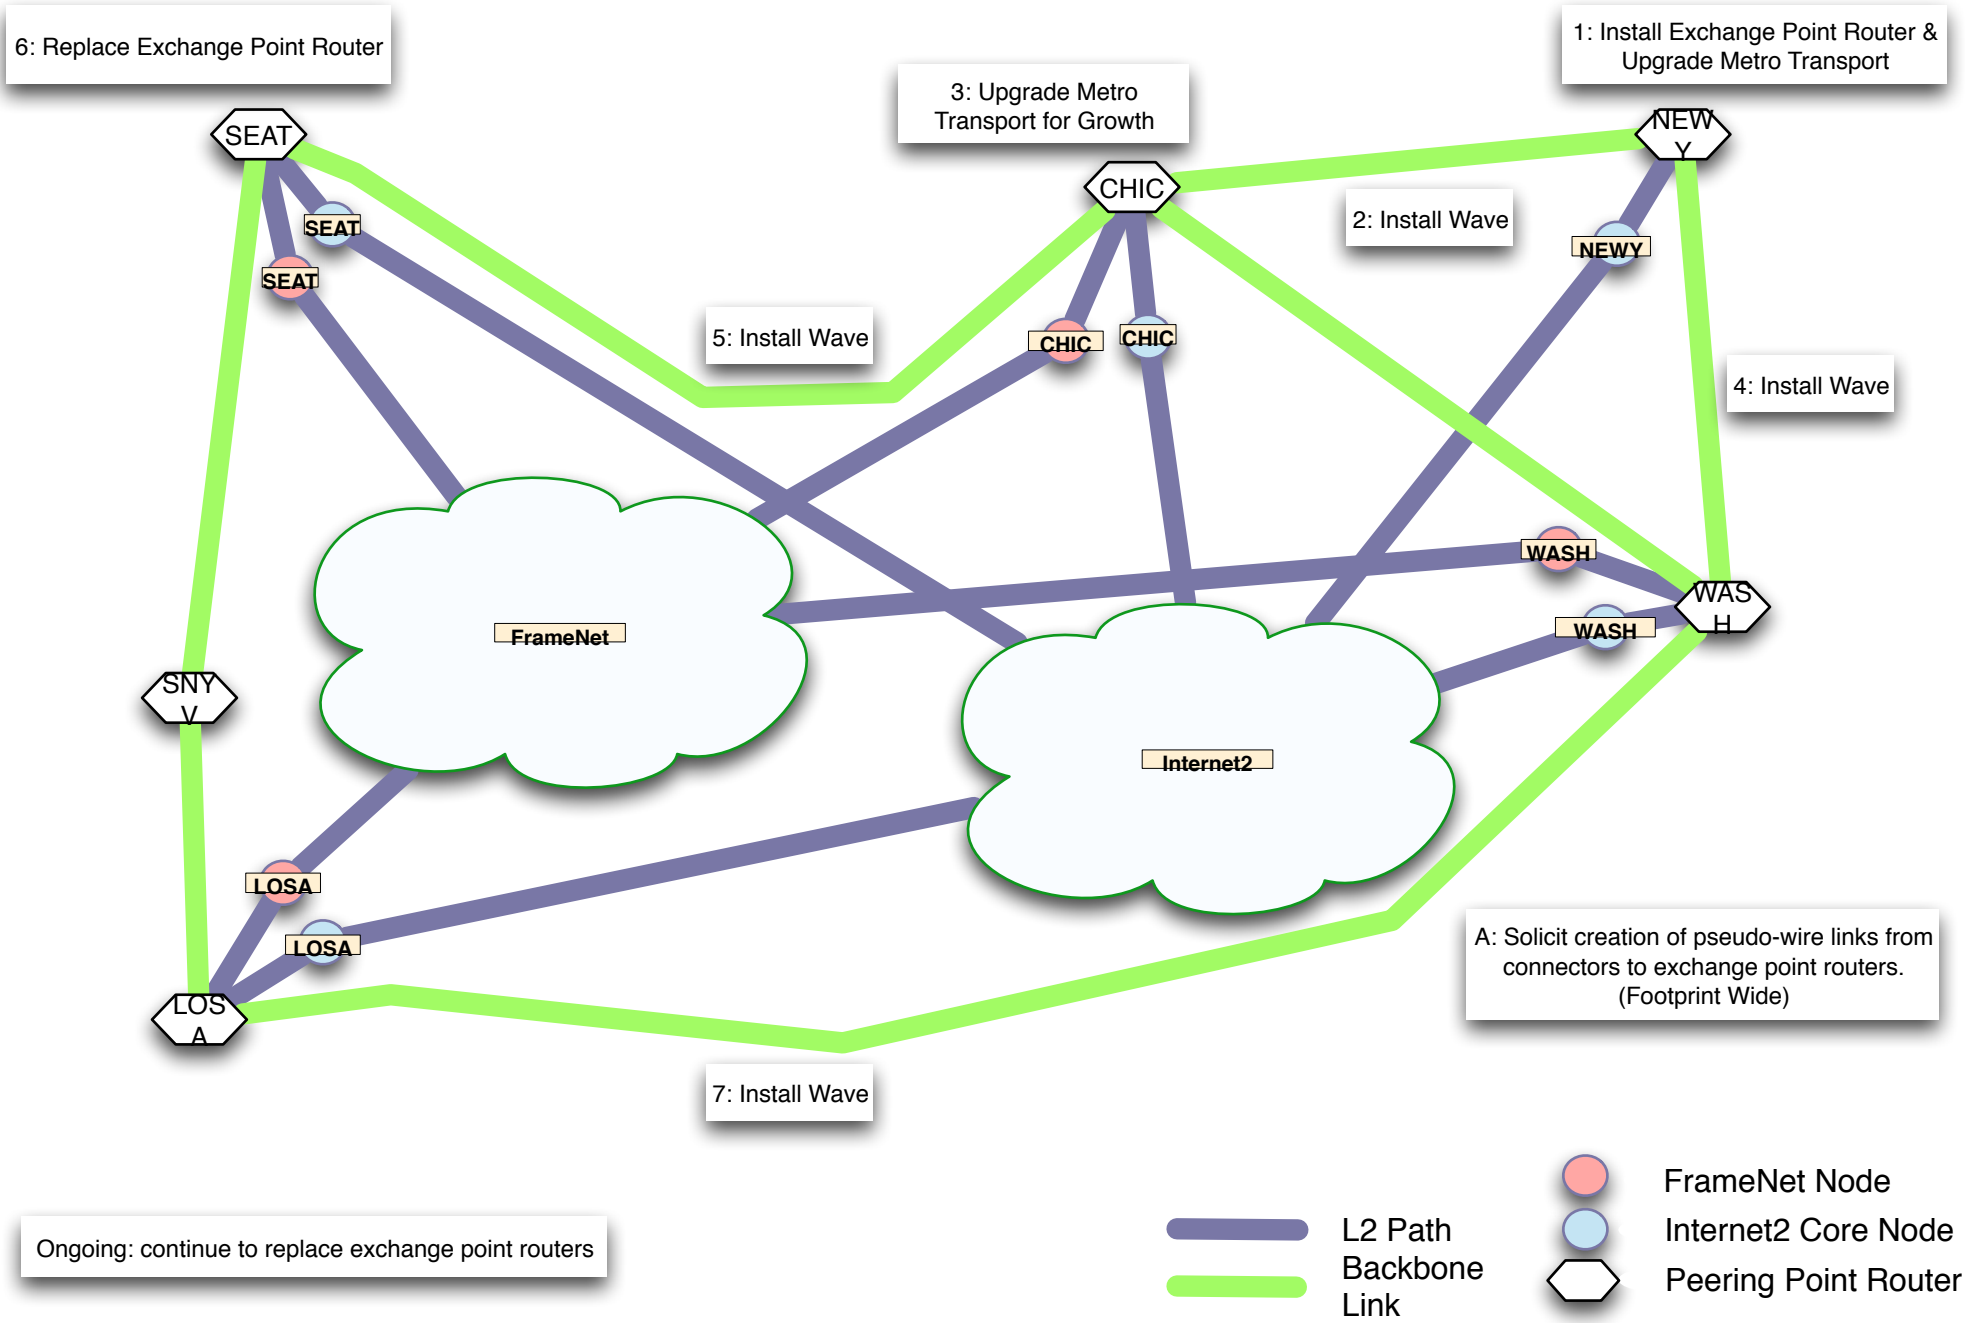 6: Replace Exchange Point Router
1: Install Exchange Point Router &
Upgrade Metro Transport
3: Upgrade Metro
Transport for Growth
SEAT
NEW
Y
CHIC
2: Install Wave
SEAT
NEWY
SEAT
5: Install Wave
CHIC
CHIC
4: Install Wave
WASH
WAS
H
WASH
FrameNet
SNY
V
Internet2
LOSA
LOSA
A: Solicit creation of pseudo-wire links from
connectors to exchange point routers.
(Footprint Wide)
LOS
A
7: Install Wave
FrameNet Node
L2 Path
Internet2 Core Node
Ongoing: continue to replace exchange point routers
Backbone
Link
Peering Point Router